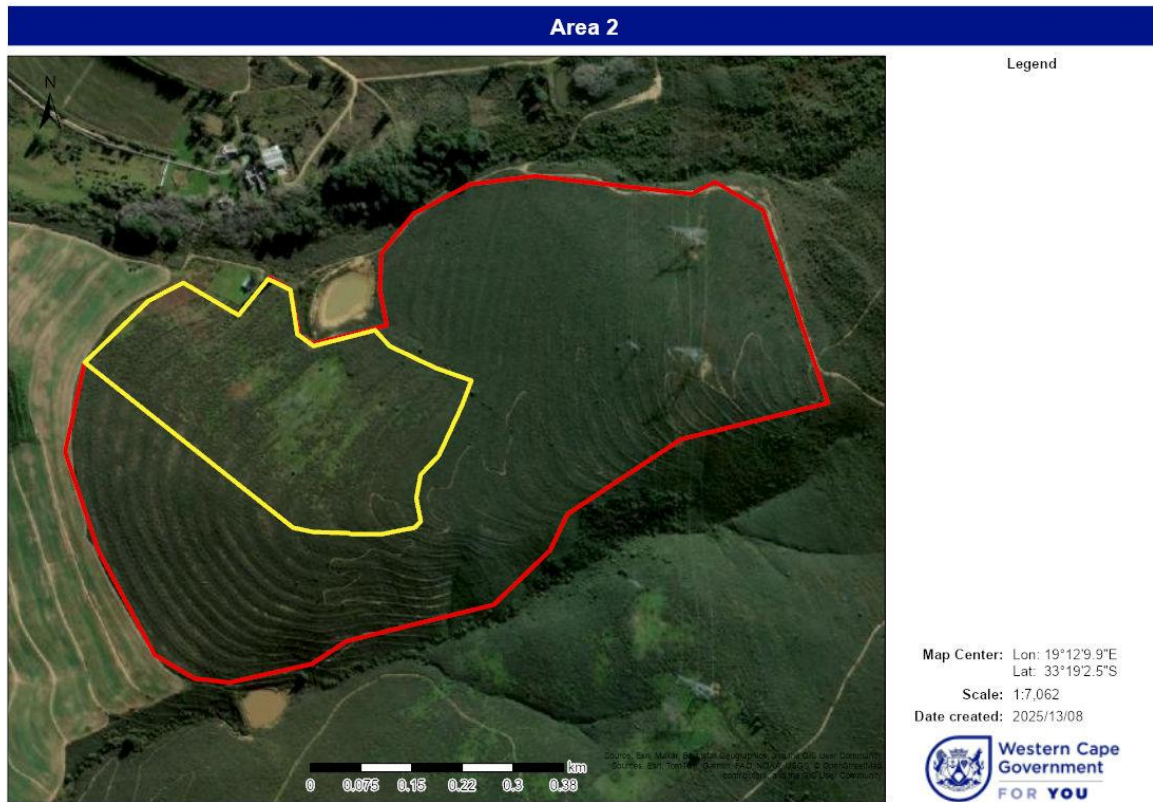 Area 2
N
Legend
Map Center: Lon: 19°12'9.9"E
Lat: 33°19'2.5"S
Scale: 1:7,062
Date created: 2025/13/08
km
0 0.075 0.15 0.22 0.3 0.38
Western Cape
Government
FOR YOU